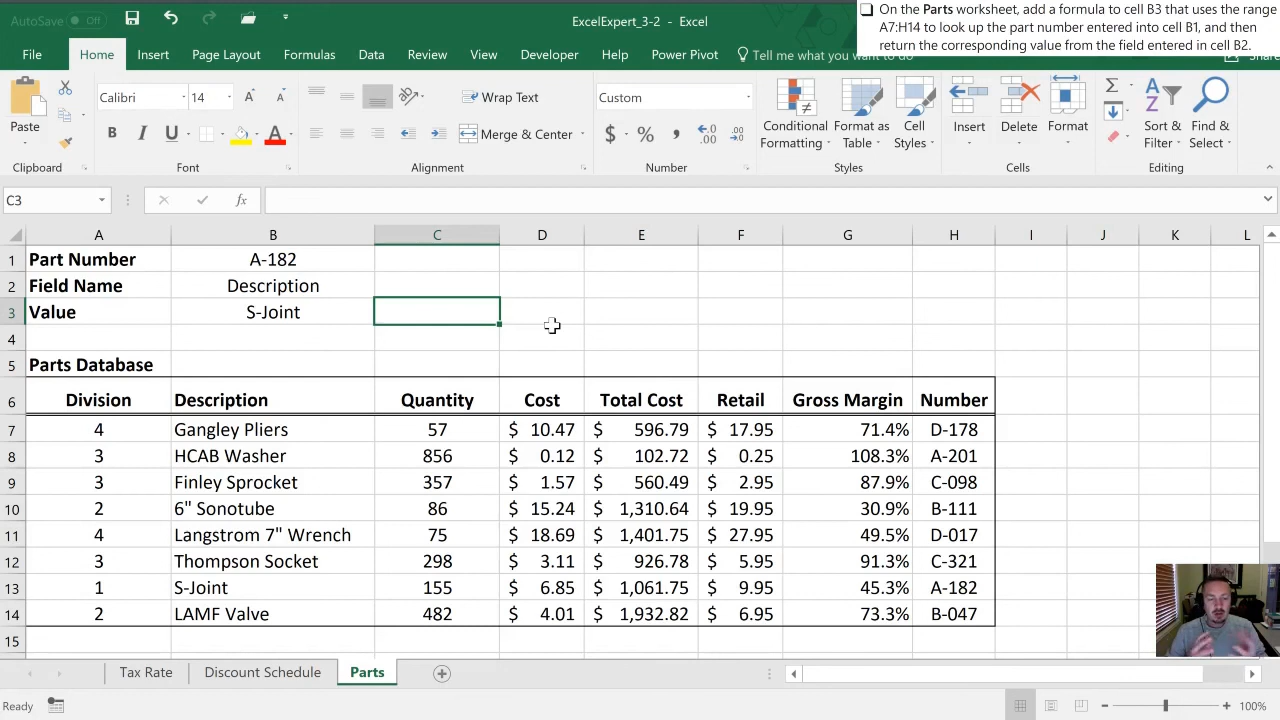 AutoSave Off
ExcelExpert_3-2 - Excel
On the Parts worksheet, add a formula to cell B3 that uses the range
A7:H14 to look up the part number entered into cell B1, and then
return the corresponding value from the field entered in cell B2.
File Home Insert Page Layout Formulas Data Review View Developer Help Power Pivot Tell me what you want to do Share
Calibri 14 Wrap Text Custom
Paste B I U A Merge & Center $ % , Conditional Formatting Format as Table Cell Styles Insert Delete Format Sort & Filter Find & Select
Clipboard Font Alignment Number Styles Cells Editing
C3 fx
A B C D E F G H I J K L
1 Part Number A-182
2 Field Name Description
3 Value S-Joint
4
5 Parts Database
6 Division Description Quantity Cost Total Cost Retail Gross Margin Number
7 4 Gangley Pliers 57 $ 10.47 $ 596.79 $ 17.95 71.4% D-178
8 3 HCAB Washer 856 $ 0.12 $ 102.72 $ 0.25 108.3% A-201
9 3 Finley Sprocket 357 $ 1.57 $ 560.49 $ 2.95 87.9% C-098
10 2 6" Sonotube 86 $ 15.24 $ 1,310.64 $ 19.95 30.9% B-111
11 4 Langstrom 7" Wrench 75 $ 18.69 $ 1,401.75 $ 27.95 49.5% D-017
12 3 Thompson Socket 298 $ 3.11 $ 926.78 $ 5.95 91.3% C-321
13 1 S-Joint 155 $ 6.85 $ 1,061.75 $ 9.95 45.3% A-182
14 2 LAMF Valve 482 $ 4.01 $ 1,932.82 $ 6.95 73.3% B-047
15
Tax Rate Discount Schedule Parts
Ready 100%